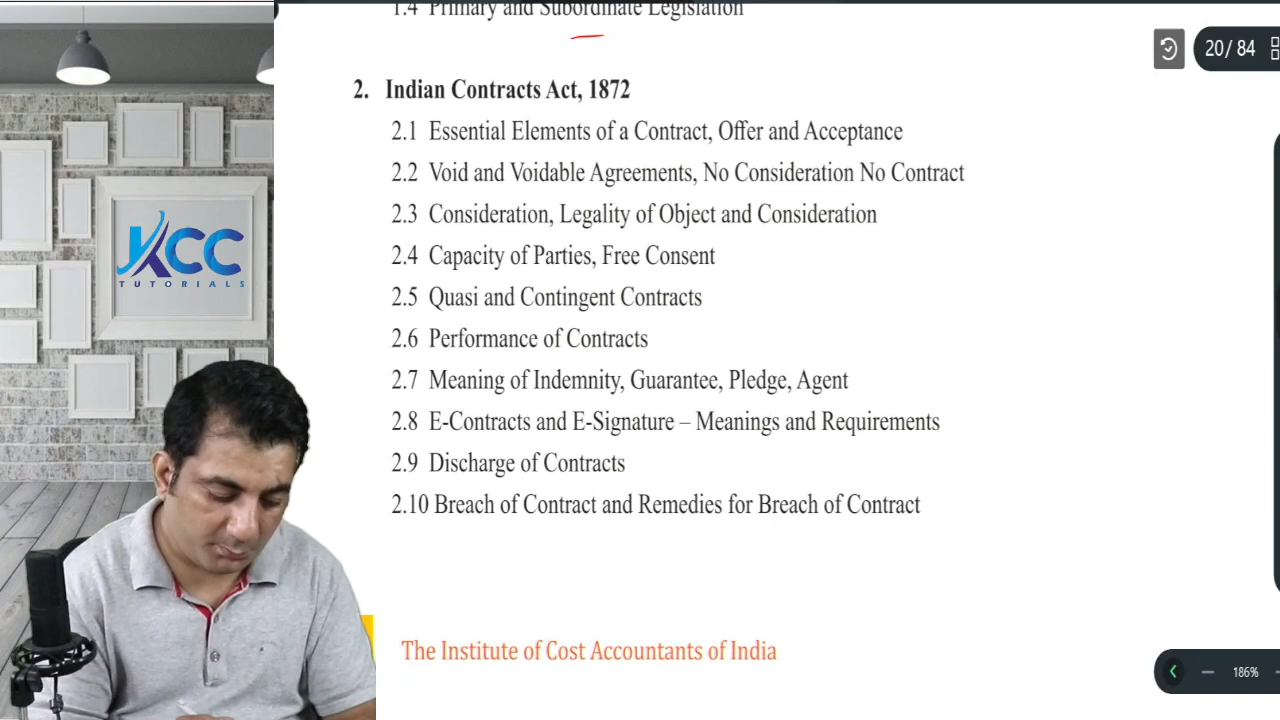 1.4 Primary and Subordinate Legislation
20/ 84
2. Indian Contracts Act, 1872
2.1 Essential Elements of a Contract, Offer and Acceptance
2.2 Void and Voidable Agreements, No Consideration No Contract
2.3 Consideration, Legality of Object and Consideration
2.4 Capacity of Parties, Free Consent
2.5 Quasi and Contingent Contracts
2.6 Performance of Contracts
2.7 Meaning of Indemnity, Guarantee, Pledge, Agent
2.8 E-Contracts and E-Signature – Meanings and Requirements
2.9 Discharge of Contracts
2.10 Breach of Contract and Remedies for Breach of Contract
KCC
TUTORIALS
The Institute of Cost Accountants of India
186%